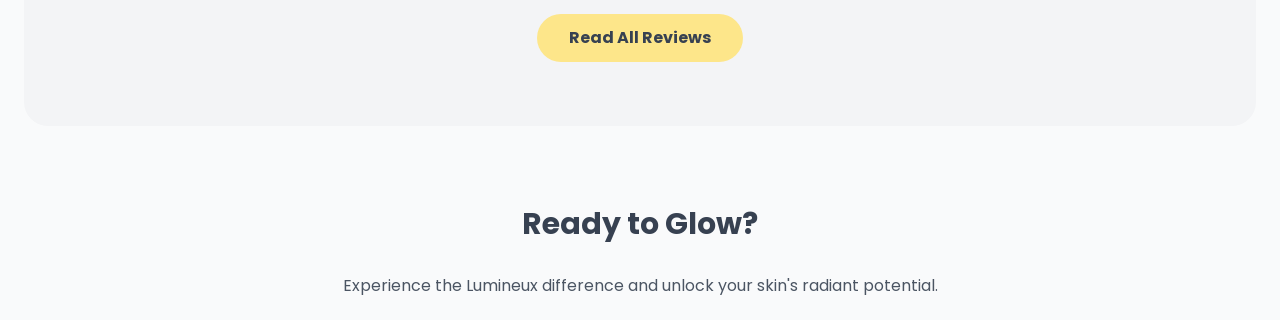 Read All Reviews
Ready to Glow?
Experience the Lumineux difference and unlock your skin's radiant potential.